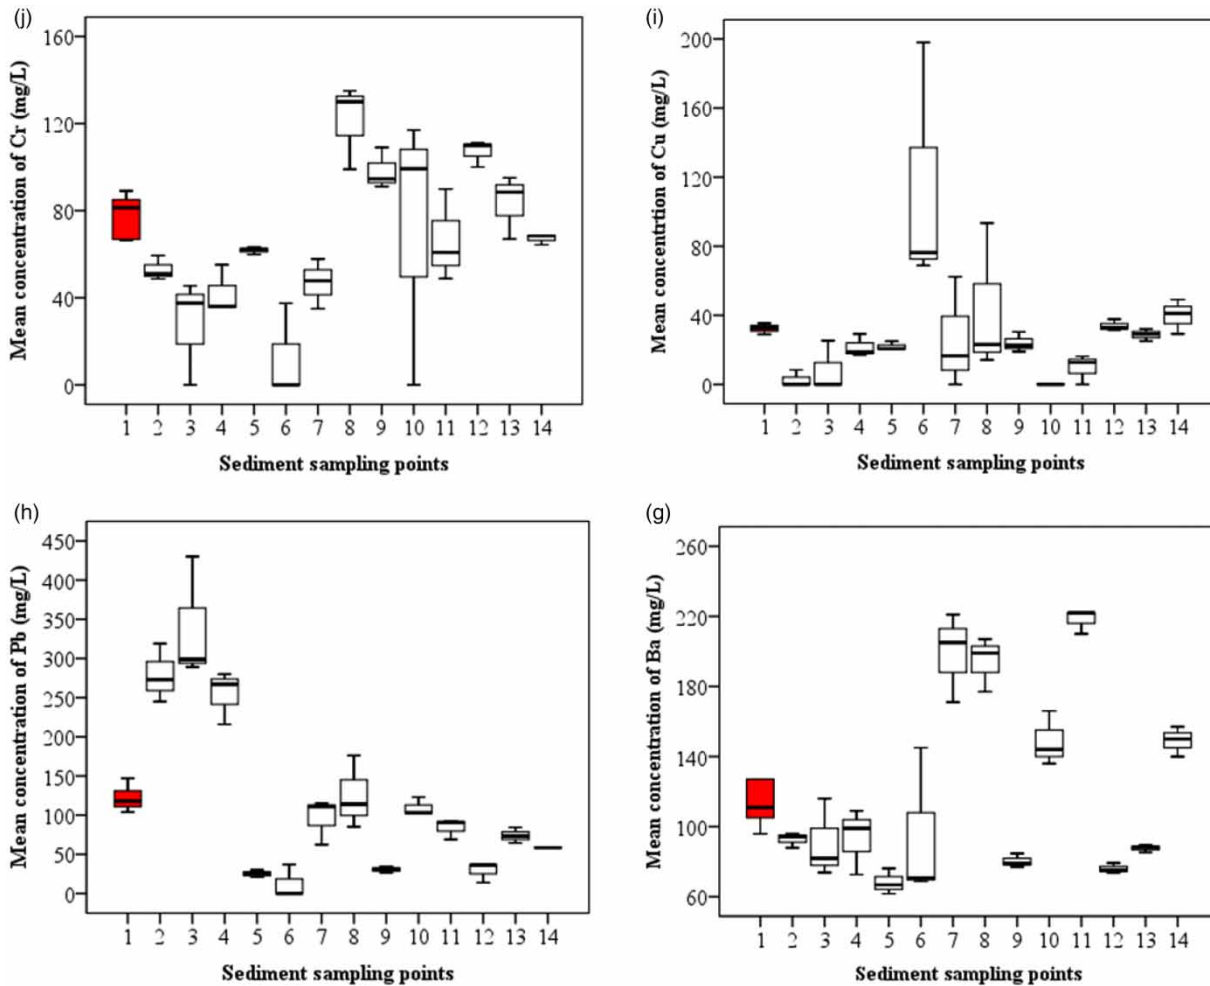 (j)
Mean concentration of Cr (mg/L)
160
120
80
40
0
1 2 3 4 5 6 7 8 9 10 11 12 13 14
Sediment sampling points
(i)
Mean concentrtion of Cu (mg/L)
200
160
120
80
40
0
1 2 3 4 5 6 7 8 9 10 11 12 13 14
Sediment sampling points
(h)
Mean concentration of Pb (mg/L)
450
400
350
300
250
200
150
100
50
0
1 2 3 4 5 6 7 8 9 10 11 12 13 14
Sediment sampling points
(g)
Mean concentration of Ba (mg/L)
260
220
180
140
100
60
1 2 3 4 5 6 7 8 9 10 11 12 13 14
Sediment sampling points